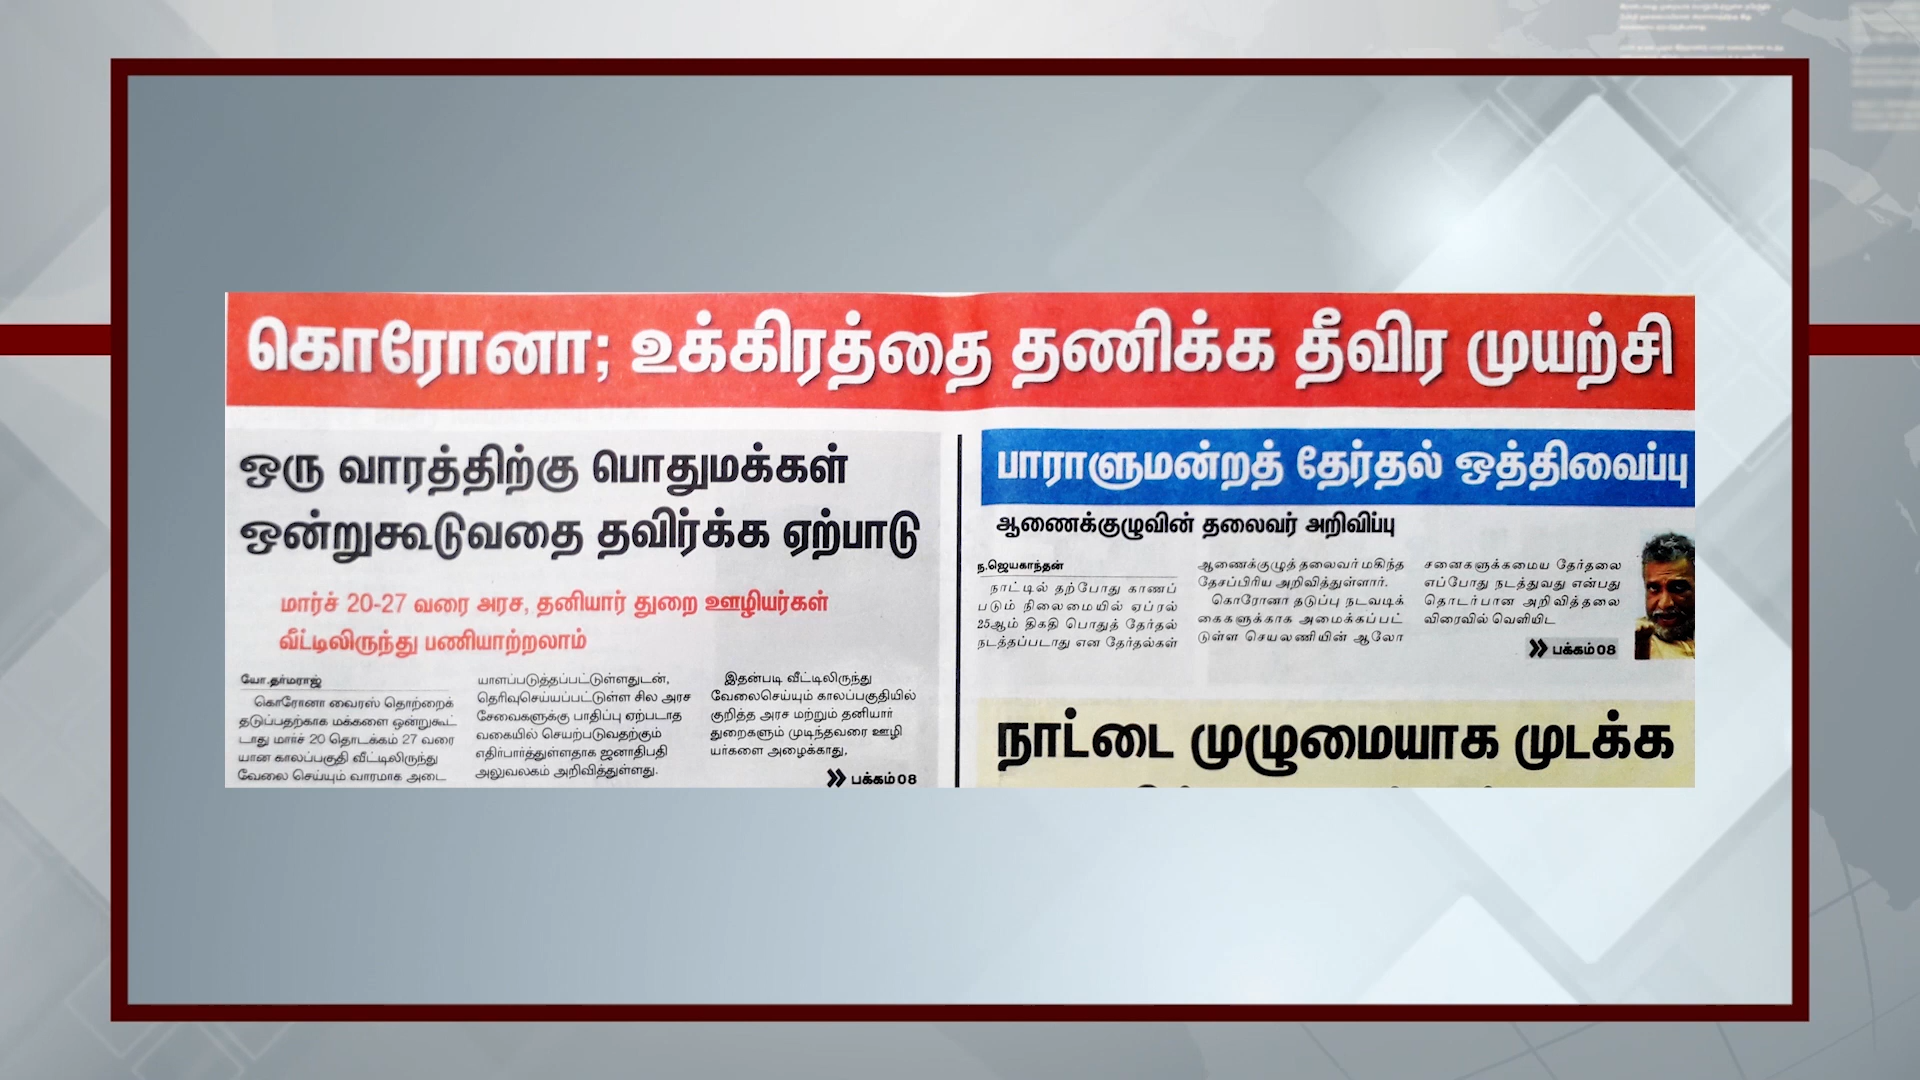 கொரோனா; உக்கிரத்தை தணிக்க தீவிர முயற்சி
ஒரு வாரத்திற்கு பொதுமக்கள்
ஒன்றுகூடுவதை தவிர்க்க ஏற்பாடு
மார்ச் 20-27 வரை அரச, தனியார் துறை ஊழியர்கள்
வீட்டிலிருந்து பணியாற்றலாம்
யோ.தர்மராஜ்
கொரோனா வைரஸ் தொற்றைக்
தடுப்பதற்காக மக்களை ஒன்றுகூட்
டாது மார்ச் 20 தொடக்கம் 27 வரை
யான காலப்பகுதி வீட்டிலிருந்து
வேலை செய்யும் வாரமாக அடை
யாளப்படுத்தப்பட்டுள்ளதுடன்,
தெரிவுசெய்யப்பட்டுள்ள சில அரச
சேவைகளுக்கு பாதிப்பு ஏற்படாத
வகையில் செயற்படுவதற்கும்
எதிர்பார்த்துள்ளதாக ஜனாதிபதி
அலுவலகம் அறிவித்துள்ளது.
இதன்படி வீட்டிலிருந்து
வேலைசெய்யும் காலப்பகுதியில்
குறித்த அரச மற்றும் தனியார்
துறைகளும் முடிந்தவரை ஊழி
யர்களை அழைக்காது,
பக்கம் 08
பாராளுமன்றத் தேர்தல் ஒத்திவைப்பு
ஆணைக்குழுவின் தலைவர் அறிவிப்பு
ந.ஜெயகாந்தன்
நாட்டில் தற்போது காணப்
படும் நிலைமையில் ஏப்ரல்
25ஆம் திகதி பொதுத் தேர்தல்
நடத்தப்படாது என தேர்தல்கள்
ஆணைக்குழுத் தலைவர் மகிந்த
தேசப்பிரிய அறிவித்துள்ளார்.
கொரோனா தடுப்பு நடவடிக்
கைகளுக்காக அமைக்கப்பட்
டுள்ள செயலணியின் ஆலோ
சனைகளுக்கமைய தேர்தலை
எப்போது நடத்துவது என்பது
தொடர்பான அறிவித்தலை
விரைவில் வெளியிட
பக்கம் 08
நாட்டை முழுமையாக முடக்க